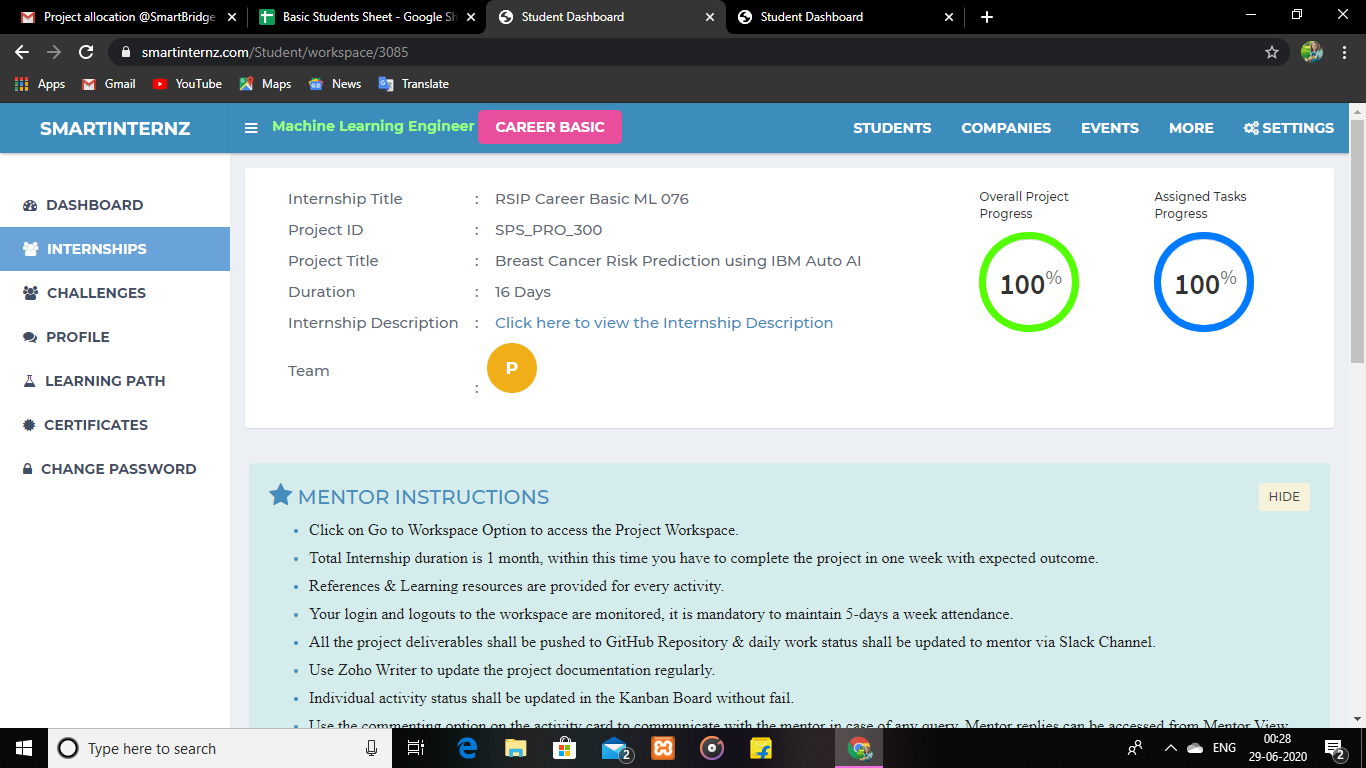 Project allocation @SmartBridge
Basic Students Sheet - Google Sh
Student Dashboard
Student Dashboard
smartinternz.com/Student/workspace/3085
Apps Gmail YouTube Maps News Translate
SMARTINTERNZ
Machine Learning Engineer CAREER BASIC
STUDENTS COMPANIES EVENTS MORE SETTINGS
DASHBOARD
INTERNSHIPS
CHALLENGES
PROFILE
LEARNING PATH
CERTIFICATES
CHANGE PASSWORD
Internship Title : RSIP Career Basic ML 076
Project ID : SPS_PRO_300
Project Title : Breast Cancer Risk Prediction using IBM Auto AI
Duration : 16 Days
Internship Description : Click here to view the Internship Description
Team : P
Overall Project
Progress
100%
Assigned Tasks
Progress
100%
MENTOR INSTRUCTIONS
HIDE
• Click on Go to Workspace Option to access the Project Workspace.
• Total Internship duration is 1 month, within this time you have to complete the project in one week with expected outcome.
• References & Learning resources are provided for every activity.
• Your login and logouts to the workspace are monitored, it is mandatory to maintain 5-days a week attendance.
• All the project deliverables shall be pushed to GitHub Repository & daily work status shall be updated to mentor via Slack Channel.
• Use Zoho Writer to update the project documentation regularly.
• Individual activity status shall be updated in the Kanban Board without fail.
• Use the commenting option on the activity card to communicate with the mentor in case of any query. Mentor replies can be accessed from Mentor View
Type here to search
2
ENG
00:28
29-06-2020
2